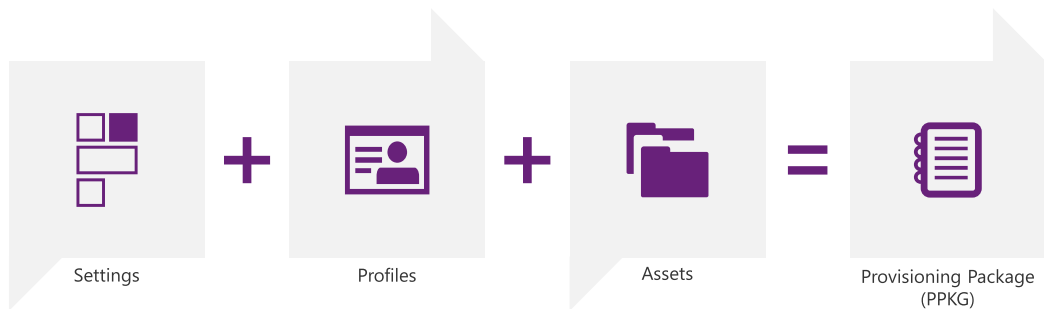 Settings
Profiles
Assets
Provisioning Package
(PPKG)